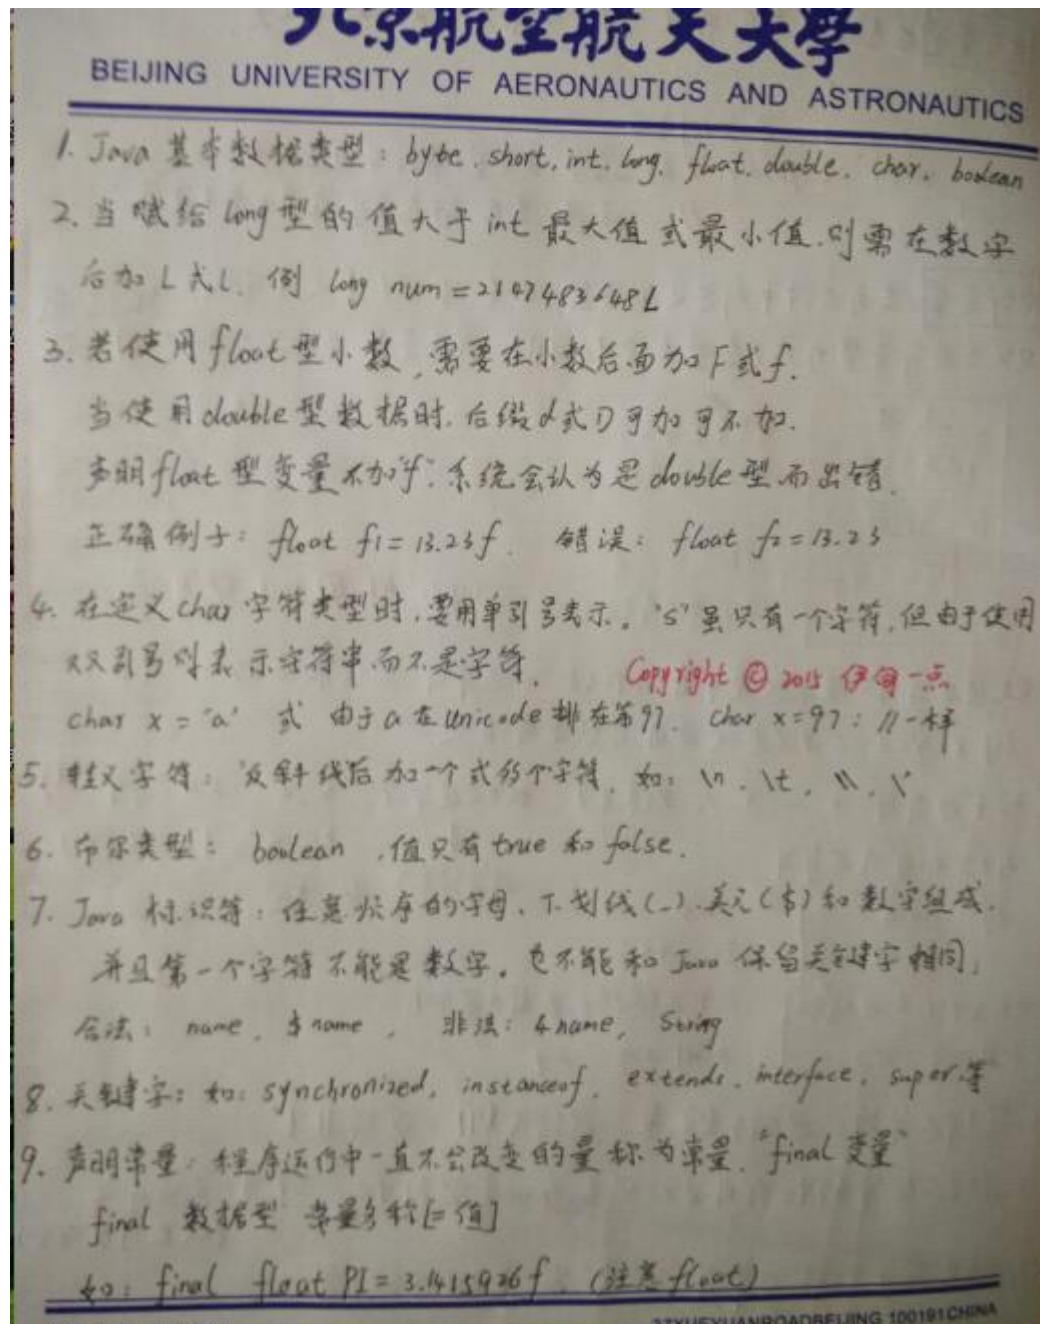 北京航空航天大學
BEIJING UNIVERSITY OF AERONAUTICS AND ASTRONAUTICS
1. Java 基本数据类型：byte、short、int、long、float、double、char、boolean
2. 当赋给 long 型的值大于 int 最大值或最小值，则需在数字
后加 L 或 l. 例 long num = 2147483648L
3. 若使用 float 型小数，需要在小数后面加 F 或 f.
当使用 double 型数据时，后缀 d 或 D 可加可不加.
声明 float 型变量不加"f"，系统会认为是 double 型而出错.
正确例子：float f1 = 13.23f. 错误：float f2 = 13.23
4. 在定义 char 字符类型时，要用单引号表示。"s"虽只有一个字符，但由于使用
双引号则表示字符串而不是字符.
Copyright © 2015 伊甸一点
char x = 'a' 或 由于 a 在 unicode 排在第97. char x = 97; // 一样
5. 转义字符：反斜线后加一个或多个字符，如：\n、\t、\\、\'
6. 布尔类型：boolean，值只有 true 和 false.
7. Java 标识符：任意顺序的字母、下划线(_)、美元($)和数字组成.
并且第一个字符不能是数字。也不能和 Java 保留关键字相同，
合法：name、$name， 非法：4name, String
8. 关键字：如：synchronized, instanceof, extends、interface、super.等
9. 声明常量：程序运行中一直不会改变的量称为常量."final 变量"
final 数据型 常量名称[=值]
如：final float PI = 3.1415926f. (注意 float)
XUEYUANROADBEIJING 100191CHINA